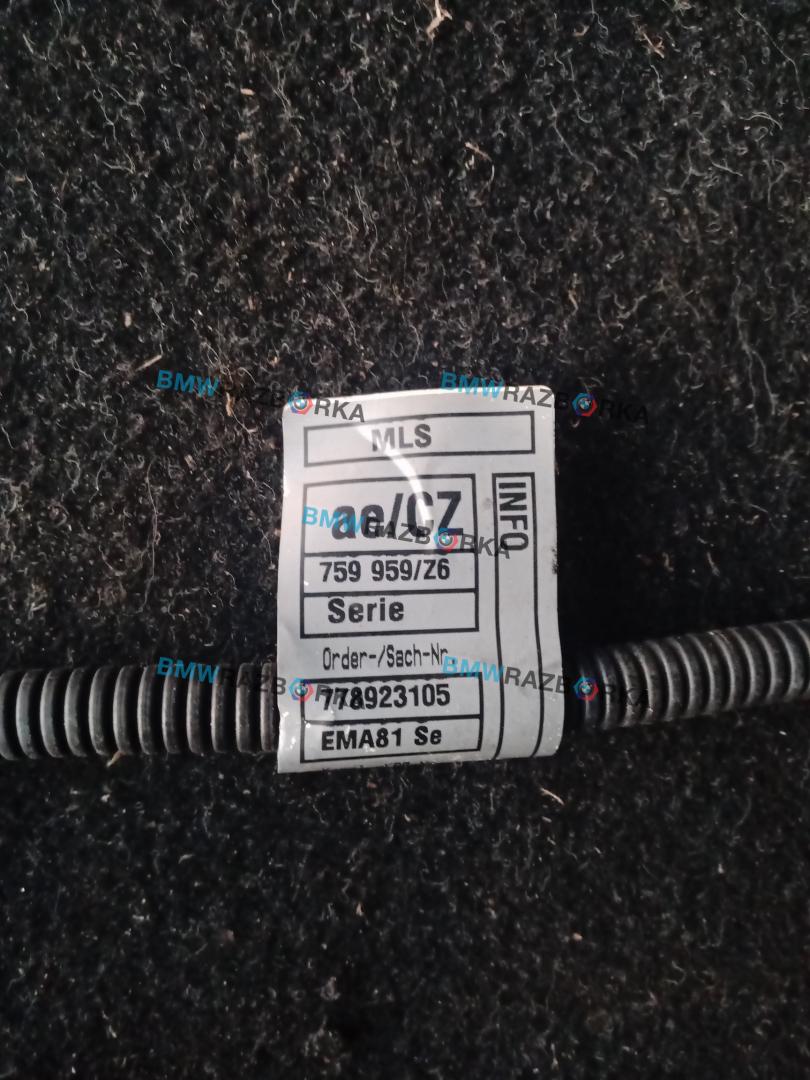 BMWRAZBORKA
BMWRAZBORKA
MLS
ae/CZ
INFO
BMWRAZBORKA
759 959/Z6
Serie
Order-/Sach-Nr
BMWRAZBORKA
BMWRAZBORKA
778923105
EMA81 Se